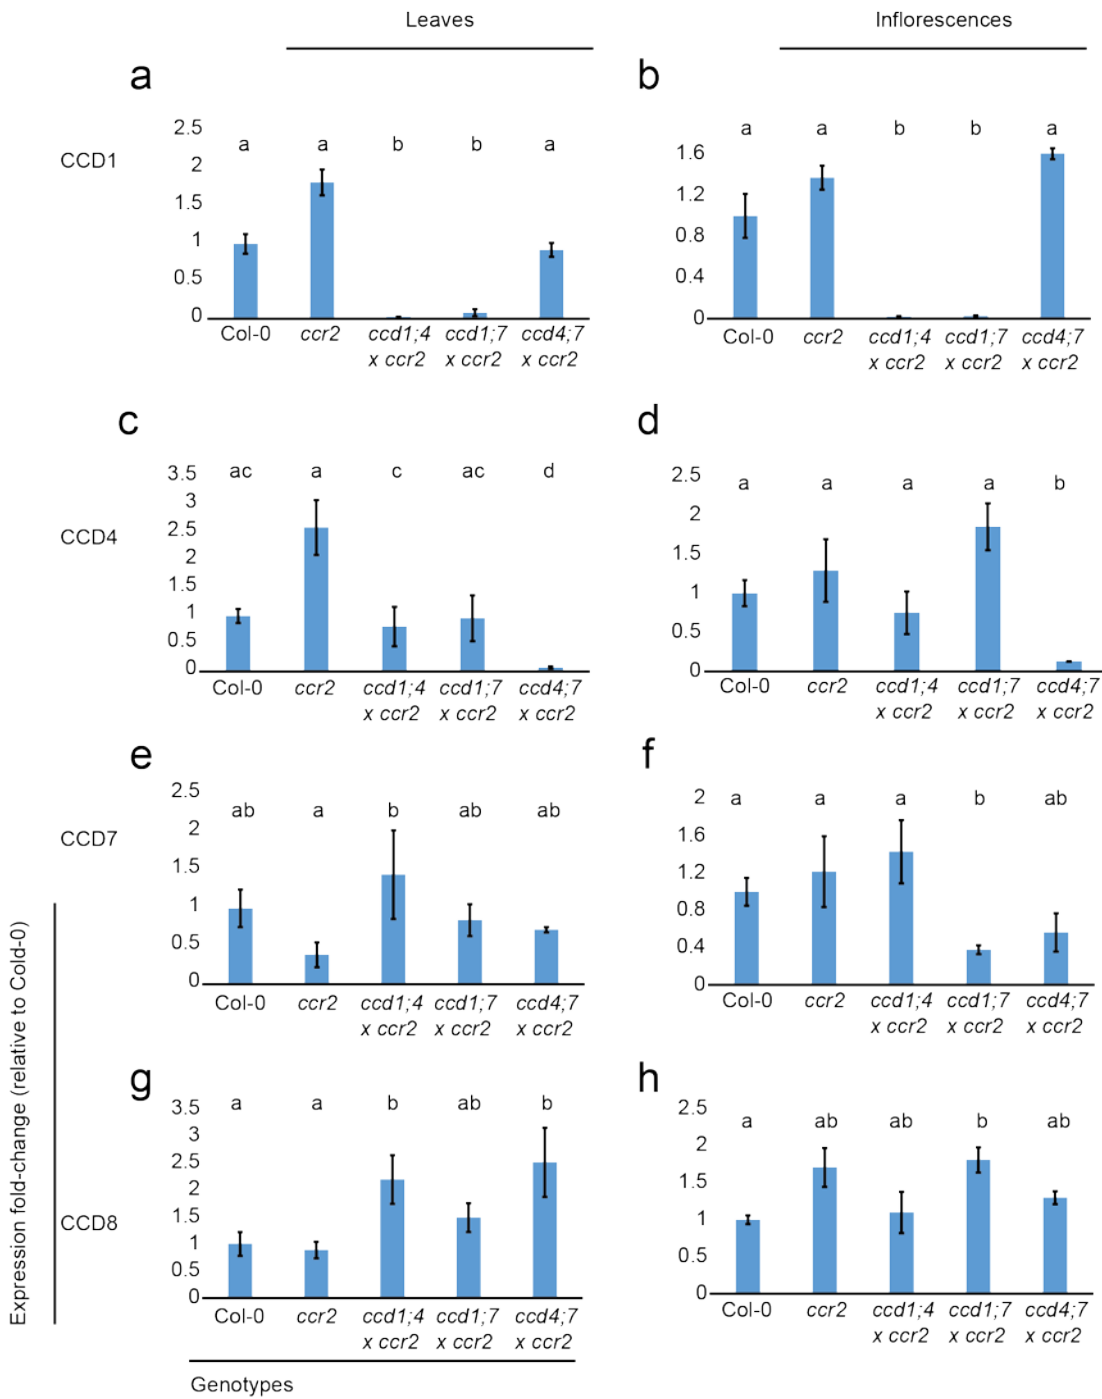 Leaves
Inflorescences
a
CCD1
2.5
2
1.5
1
0.5
0
a a b b a
Col-0 ccr2 ccd1;4 ccd1;7 ccd4;7
x ccr2 x ccr2 x ccr2
b
1.6
1.2
0.8
0.4
0
a a b b a
Col-0 ccr2 ccd1;4 ccd1;7 ccd4;7
x ccr2 x ccr2 x ccr2
c
CCD4
3.5
3
2.5
2
1.5
1
0.5
0
ac a c ac d
Col-0 ccr2 ccd1;4 ccd1;7 ccd4;7
x ccr2 x ccr2 x ccr2
d
2.5
2
1.5
1
0.5
0
a a a a b
Col-0 ccr2 ccd1;4 ccd1;7 ccd4;7
x ccr2 x ccr2 x ccr2
e
CCD7
2.5
2
1.5
1
0.5
0
ab a b ab ab
Col-0 ccr2 ccd1;4 ccd1;7 ccd4;7
x ccr2 x ccr2 x ccr2
f
2
1.6
1.2
0.8
0.4
0
a a a b ab
Col-0 ccr2 ccd1;4 ccd1;7 ccd4;7
x ccr2 x ccr2 x ccr2
g
CCD8
3.5
3
2.5
2
1.5
1
0.5
0
a a b ab b
Col-0 ccr2 ccd1;4 ccd1;7 ccd4;7
x ccr2 x ccr2 x ccr2
h
2.5
2
1.5
1
0.5
0
a ab ab b ab
Col-0 ccr2 ccd1;4 ccd1;7 ccd4;7
x ccr2 x ccr2 x ccr2
Expression fold-change (relative to Cold-0)
Genotypes